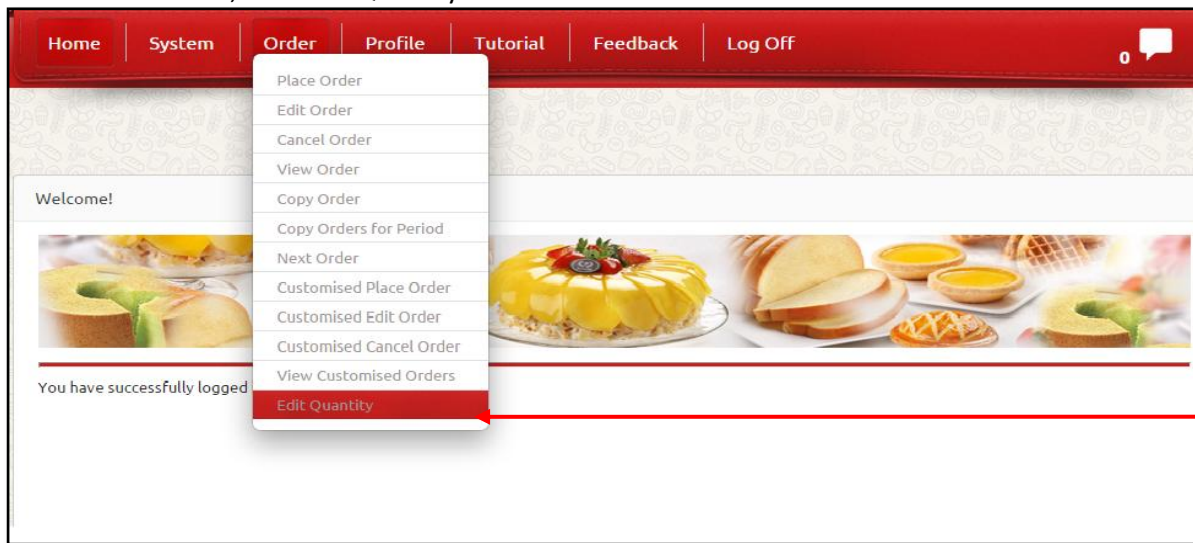 Home System Order Profile Tutorial Feedback Log Off 0
Place Order
Edit Order
Cancel Order
View Order
Copy Order
Copy Orders for Period
Next Order
Customised Place Order
Customised Edit Order
Customised Cancel Order
View Customised Orders
Edit Quantity
Welcome!
You have successfully logged